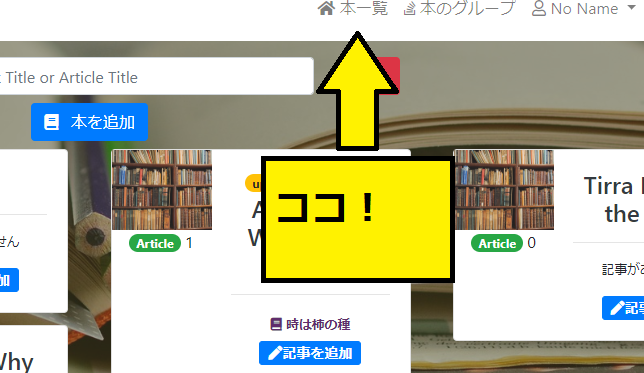 本一覧 本のグループ No Name
Title or Article Title
本を追加
ココ！
Tirra
the
Article 1
Article 0
せん
記事が
時は柿の種
記事を追加
記事
Why